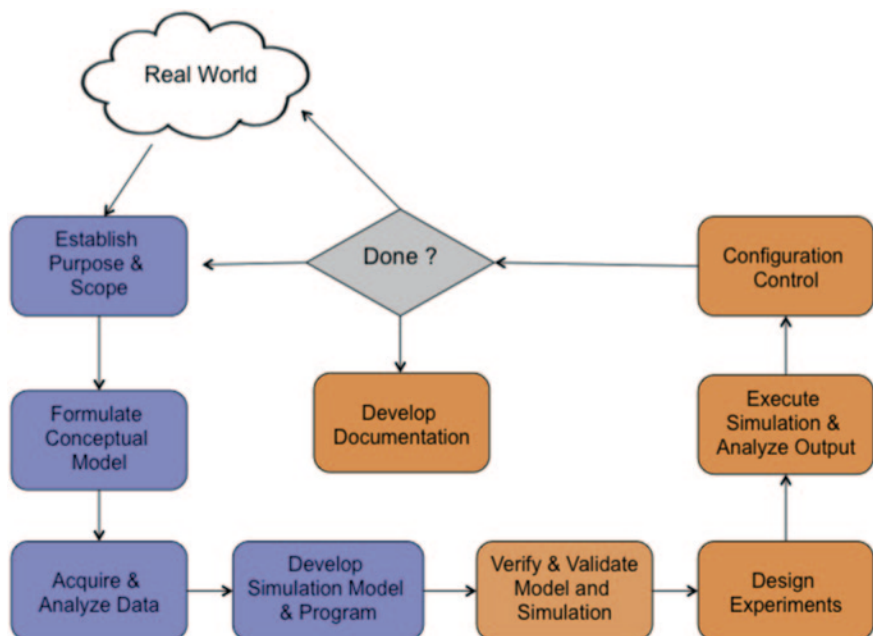 Real World
Establish
Purpose &
Scope
Done ?
Configuration
Control
Formulate
Conceptual
Model
Develop
Documentation
Execute
Simulation &
Analyze Output
Acquire &
Analyze Data
Develop
Simulation Model
& Program
Verify & Validate
Model and
Simulation
Design
Experiments